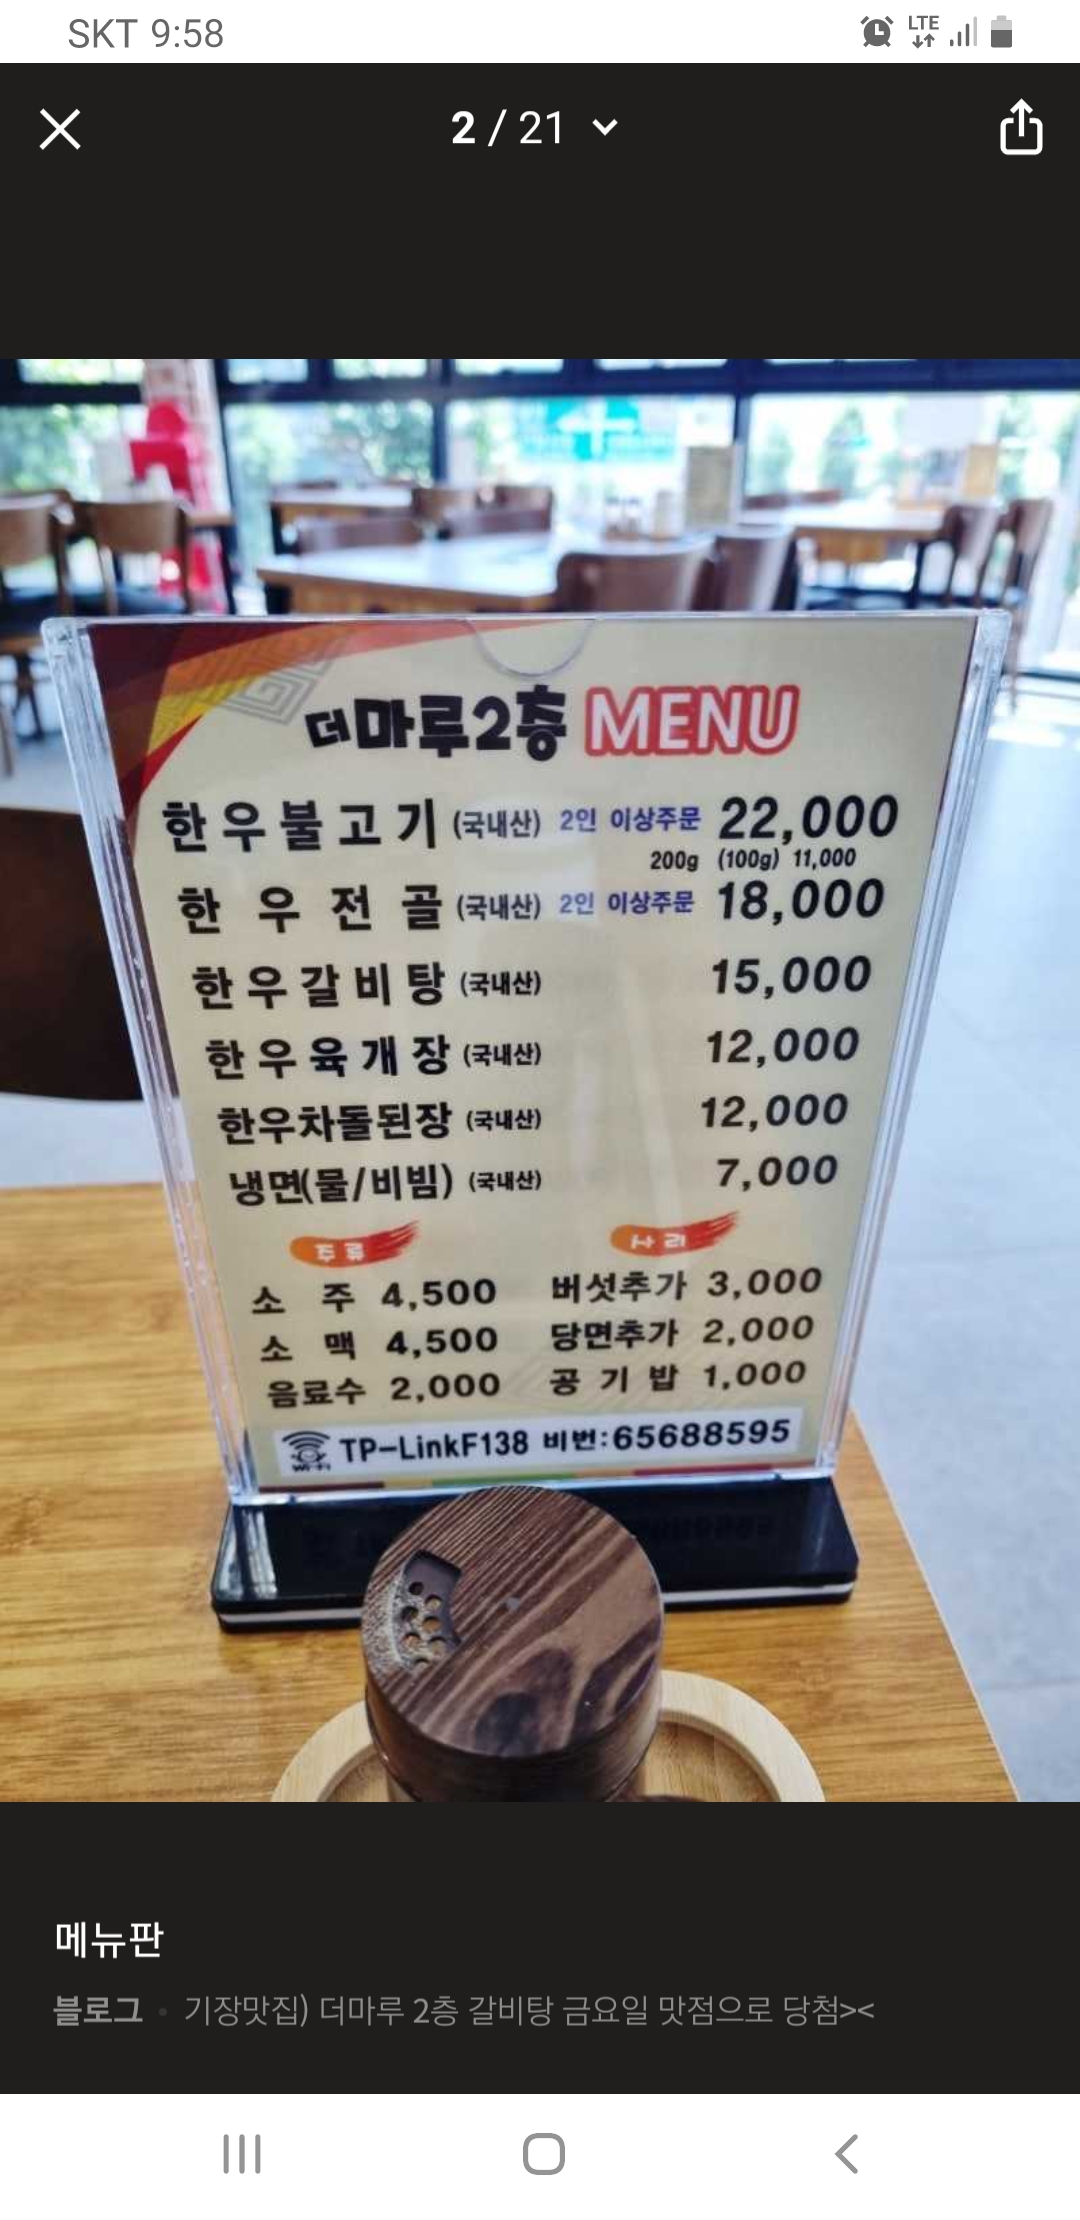 SKT 9:58
LTE
2 / 21
더마루2층 MENU
한우불고기 (국내산) 2인 이상주문 22,000
200g (100g) 11,000
한우전골 (국내산) 2인 이상주문 18,000
한우갈비탕 (국내산) 15,000
한우육개장 (국내산) 12,000
한우차돌된장 (국내산) 12,000
냉면(물/비빔) (국내산) 7,000
주류 사리
소주 4,500 버섯추가 3,000
소맥 4,500 당면추가 2,000
음료수 2,000 공기밥 1,000
Wi-Fi TP-LinkF138 비번:65688595
메뉴판
블로그 · 기장맛집) 더마루 2층 갈비탕 금요일 맛점으로 당첨><